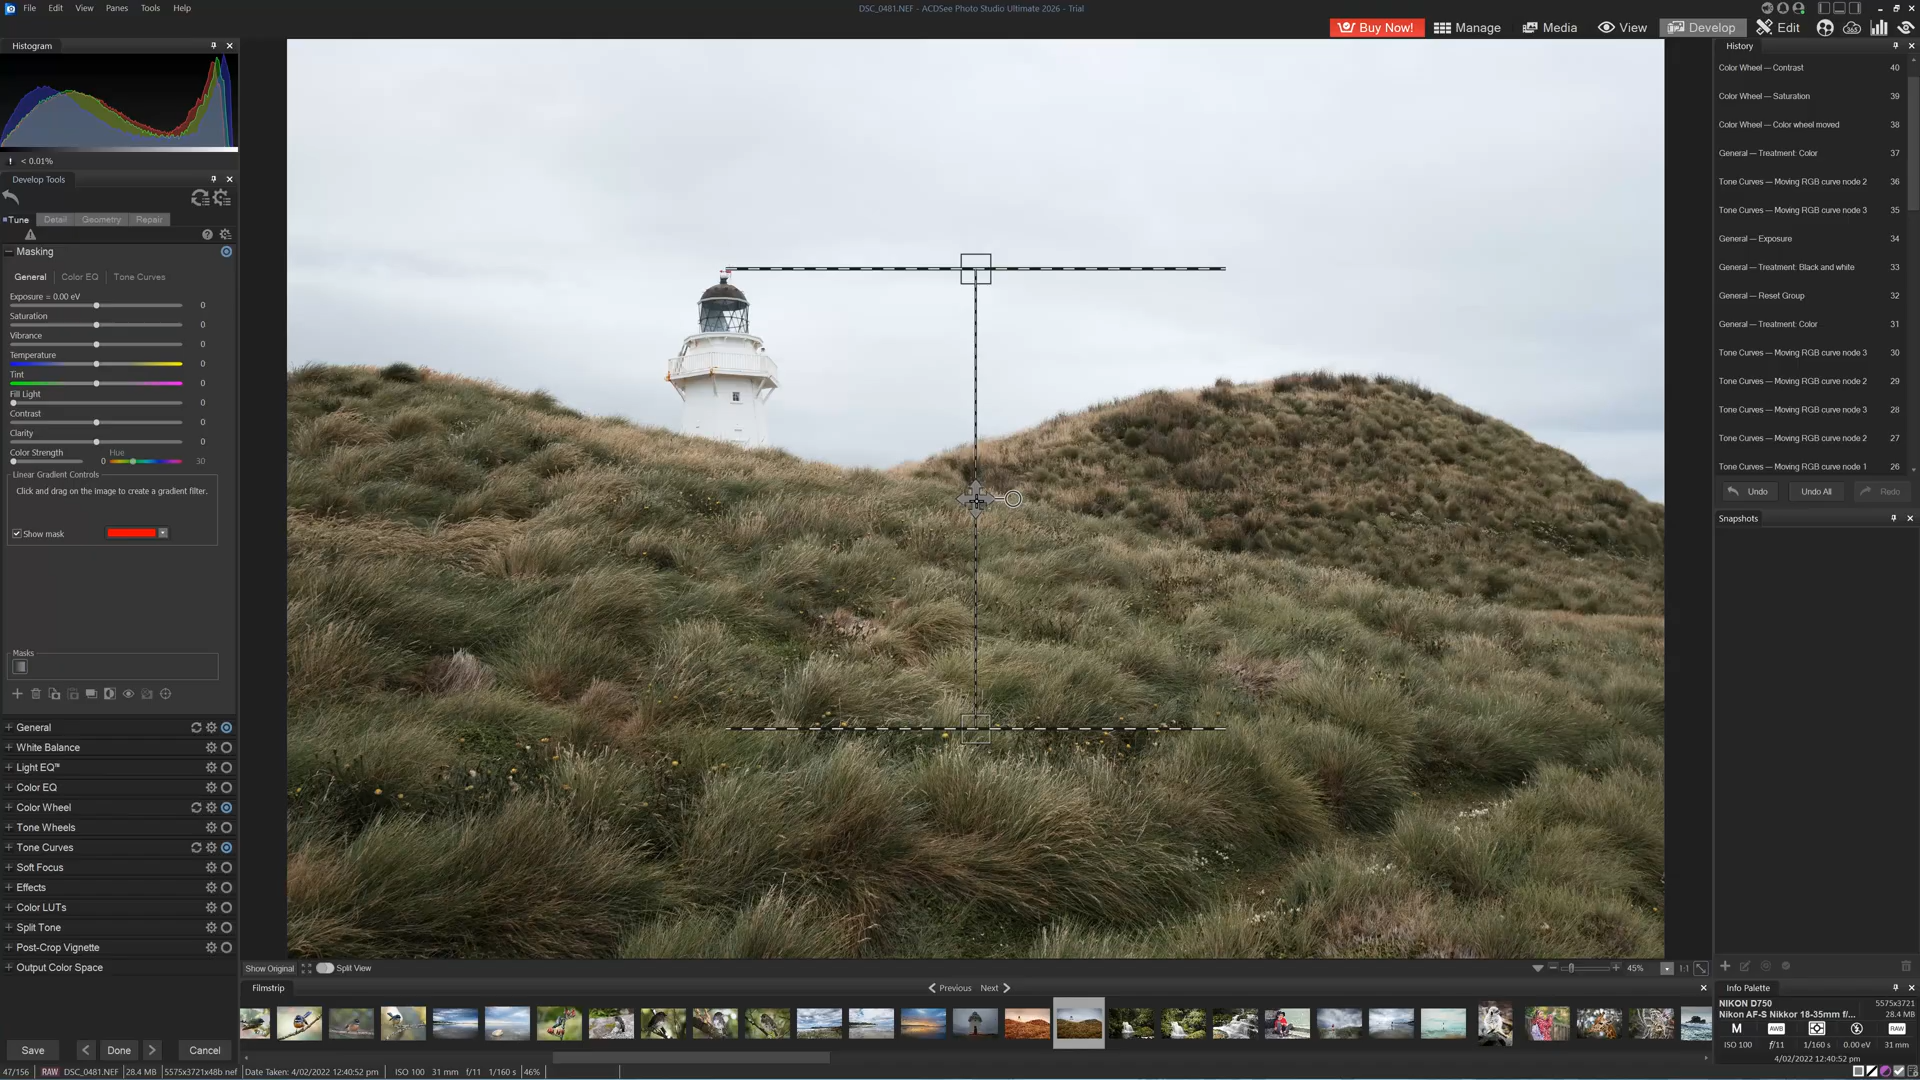 File Edit View Panes Tools Help
DSC_0481.NEF - ACDSee Photo Studio Ultimate 2026 - Trial
Buy Now! Manage Media View Develop Edit 365
Histogram
! < 0.01%
Develop Tools
Tune Detail Geometry Repair
Masking
General Color EQ Tone Curves
Exposure = 0.00 eV
0
Saturation
0
Vibrance
0
Temperature
0
Tint
0
Fill Light
0
Contrast
0
Clarity
0
Color Strength Hue
0 30
Linear Gradient Controls
Click and drag on the image to create a gradient filter.
Show mask
Masks
General
White Balance
Light EQ™
Color EQ
Color Wheel
Tone Wheels
Tone Curves
Soft Focus
Effects
Color LUTs
Split Tone
Post-Crop Vignette
Output Color Space
Save Done Cancel
Show Original Split View
45% 1:1
Filmstrip
Previous Next
History
Color Wheel — Contrast 40
Color Wheel — Saturation 39
Color Wheel — Color wheel moved 38
General — Treatment: Color 37
Tone Curves — Moving RGB curve node 2 36
Tone Curves — Moving RGB curve node 3 35
General — Exposure 34
General — Treatment: Black and white 33
General — Reset Group 32
General — Treatment: Color 31
Tone Curves — Moving RGB curve node 3 30
Tone Curves — Moving RGB curve node 2 29
Tone Curves — Moving RGB curve node 3 28
Tone Curves — Moving RGB curve node 2 27
Tone Curves — Moving RGB curve node 1 26
Undo Undo All Redo
Snapshots
Info Palette
NIKON D750 5575x3721
Nikon AF-S Nikkor 18-35mm f/... 28.4 MB
M AWB RAW
ISO 100 f/11 1/160 s 0.00 eV 31 mm
4/02/2022 12:40:52 pm
47/156 RAW DSC_0481.NEF 28.4 MB 5575x3721x48b nef Date Taken: 4/02/2022 12:40:52 pm ISO 100 31 mm f/11 1/160 s 46%